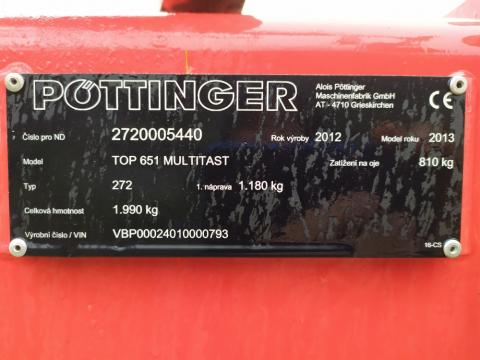 PÖTTINGER
Alois Pöttinger
Maschinenfabrik GmbH
AT - 4710 Grieskirchen
CE
Číslo pro ND 2720005440 Rok výroby 2012 Model roku 2013
Model TOP 651 MULTITAST Zatížení na oje 810 kg
Typ 272 1. náprava 1.180 kg
Celková hmotnost 1.990 kg
Výrobní číslo / VIN VBP00024010000793
16-CS